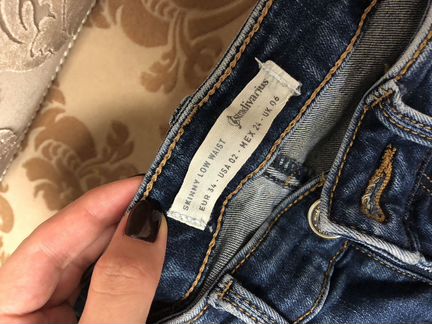 Stradivarius
SKINNY LOW WAIST
EUR 34 - USA 02 - MEX 24 - UK 06